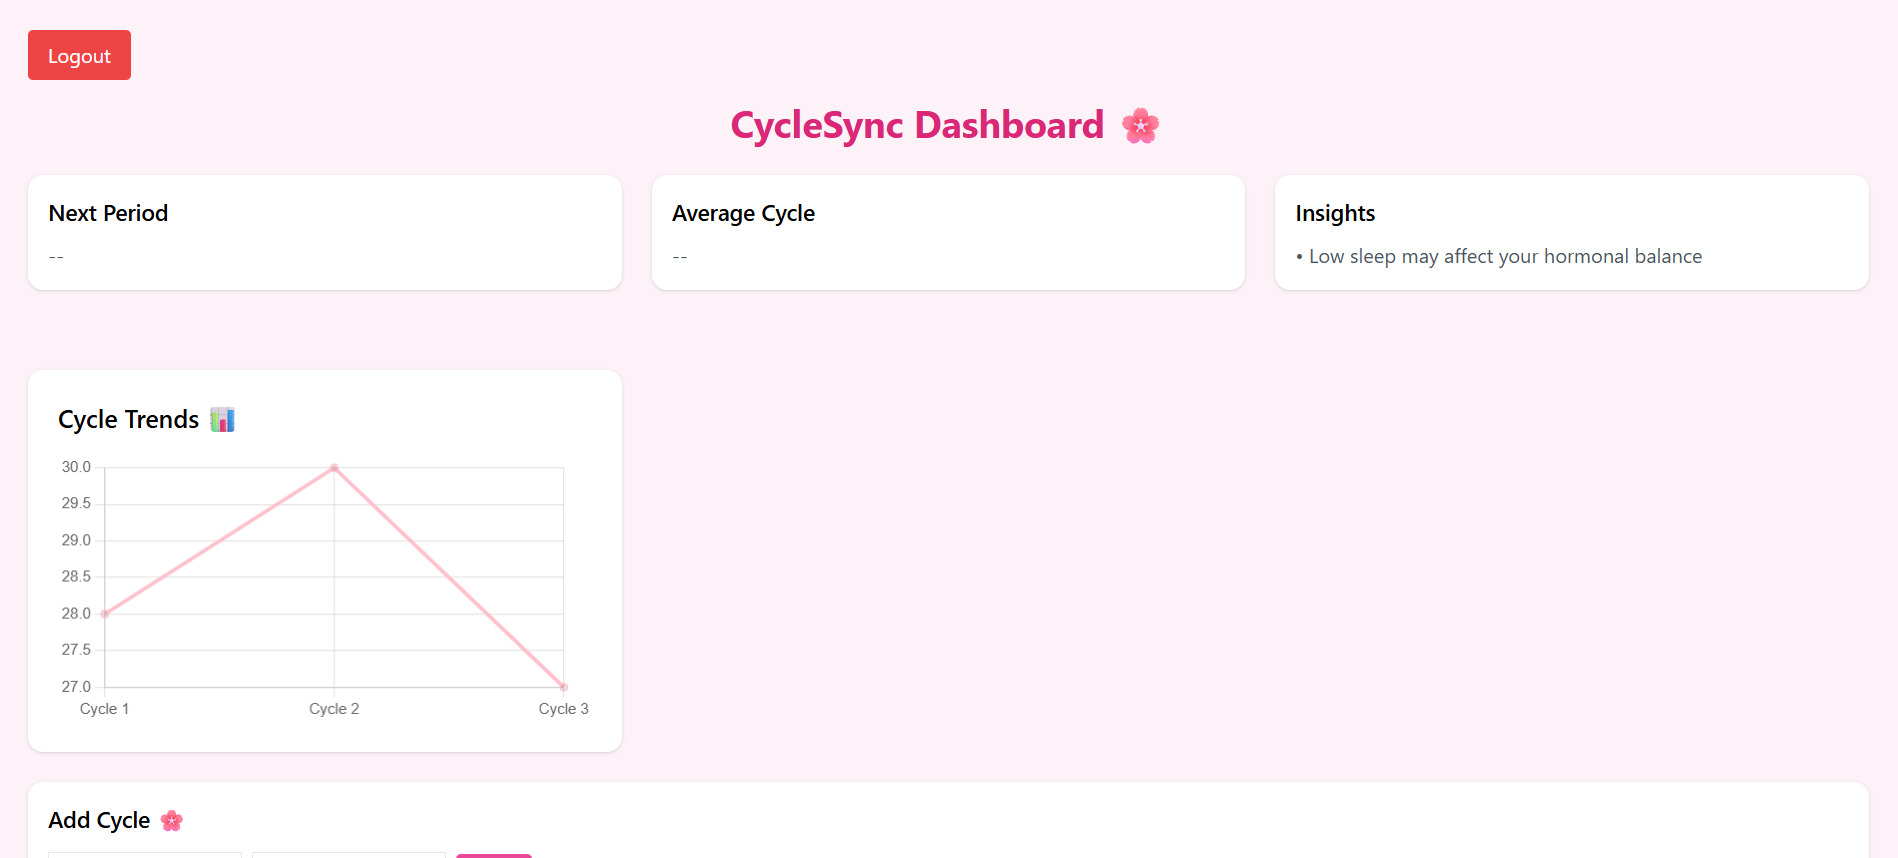 Logout
CycleSync Dashboard 🌸
Next Period
--
Average Cycle
--
Insights
• Low sleep may affect your hormonal balance
Cycle Trends 📊
30.0
29.5
29.0
28.5
28.0
27.5
27.0
Cycle 1 Cycle 2 Cycle 3
Add Cycle 🌸